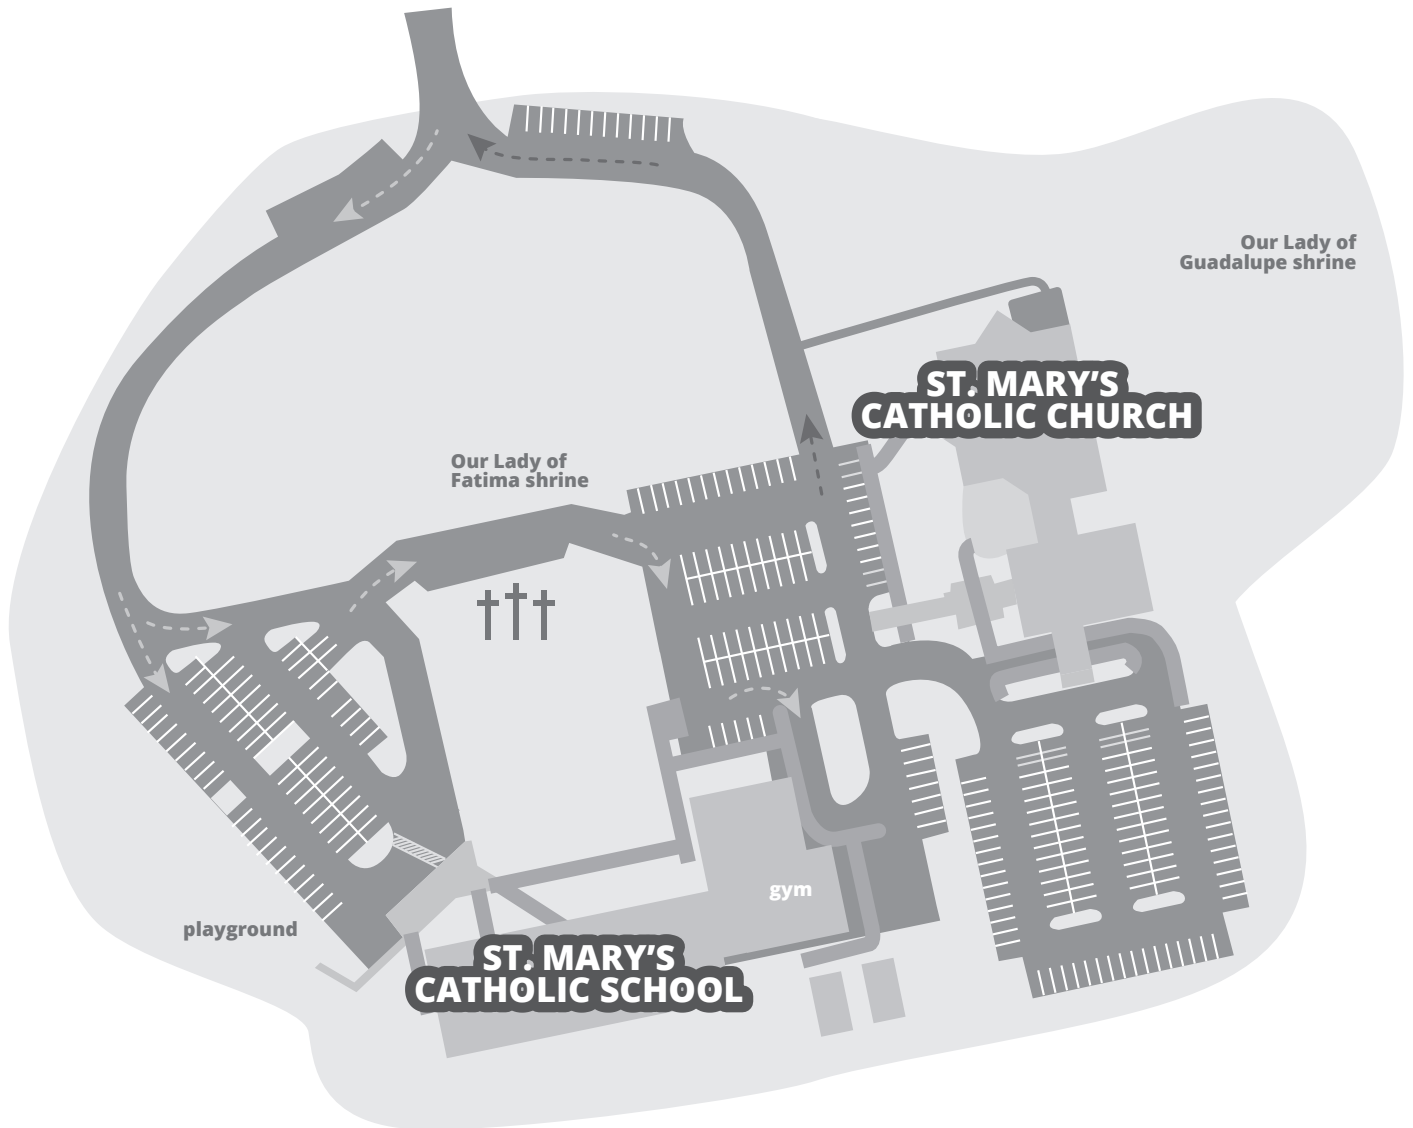 Our Lady of
Guadalupe shrine
ST. MARY’S
CATHOLIC CHURCH
Our Lady of
Fatima shrine
gym
playground
ST. MARY’S
CATHOLIC SCHOOL